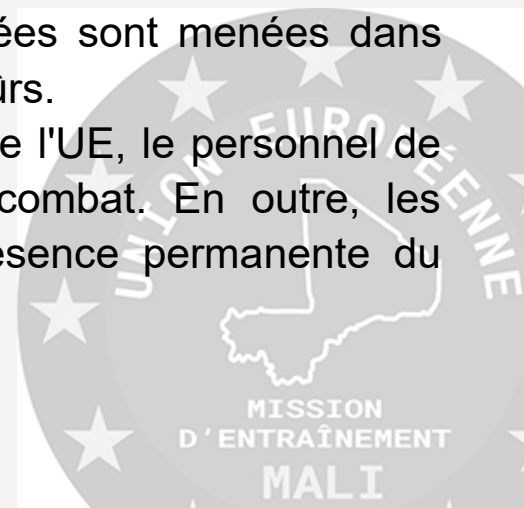 ées sont menées dans
ûrs.
e l'UE, le personnel de
combat. En outre, les
ésence permanente du
UNION EUROPÉENNE
MISSION
D'ENTRAÎNEMENT
MALI